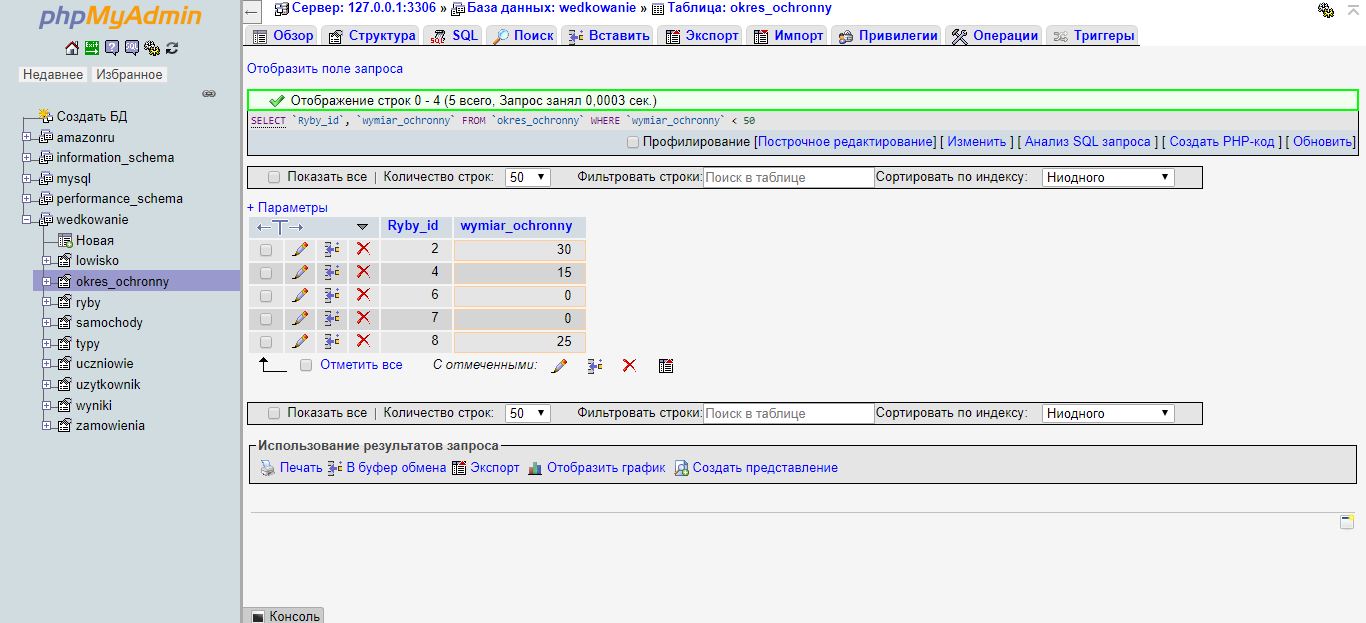 phpMyAdmin
Недавнее Избранное
Создать БД
amazonru
information_schema
mysql
performance_schema
wedkowanie
Новая
lowisko
okres_ochronny
ryby
samochody
typy
uczniowie
uzytkownik
wyniki
zamowienia
Сервер: 127.0.0.1:3306 » База данных: wedkowanie » Таблица: okres_ochronny
Обзор Структура SQL Поиск Вставить Экспорт Импорт Привилегии Операции Триггеры
Отобразить поле запроса
Отображение строк 0 - 4 (5 всего, Запрос занял 0,0003 сек.)
SELECT `Ryby_id`, `wymiar_ochronny` FROM `okres_ochronny` WHERE `wymiar_ochronny` < 50
Профилирование [Построчное редактирование] [ Изменить ] [ Анализ SQL запроса ] [ Создать PHP-код ] [ Обновить]
Показать все | Количество строк: 50 Фильтровать строки: Поиск в таблице Сортировать по индексу: Ниодного
+ Параметры
←T→ Ryby_id wymiar_ochronny
2 30
4 15
6 0
7 0
8 25
Отметить все С отмеченными:
Показать все | Количество строк: 50 Фильтровать строки: Поиск в таблице Сортировать по индексу: Ниодного
Использование результатов запроса
Печать В буфер обмена Экспорт Отобразить график Создать представление
Консоль